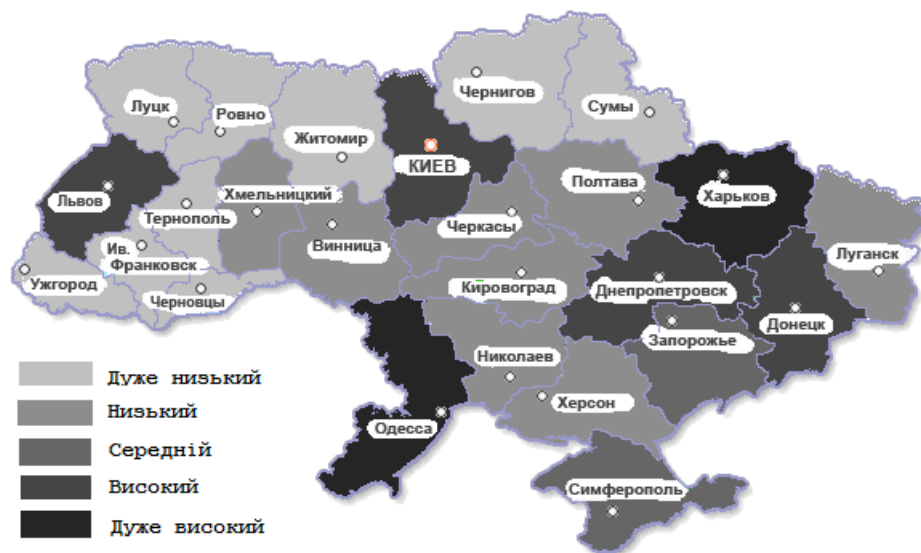 Чернигов
Луцк
Ровно
Сумы
Житомир
КИЕВ
Полтава
Харьков
Львов
Хмельницкий
Тернополь
Винница
Черкасы
Ив.
Франковск
Луганск
Ужгород
Черновцы
Кировоград
Днепропетровск
Донецк
Запорожье
Николаев
Херсон
Одесса
Симферополь
Дуже низький
Низький
Середній
Високий
Дуже високий